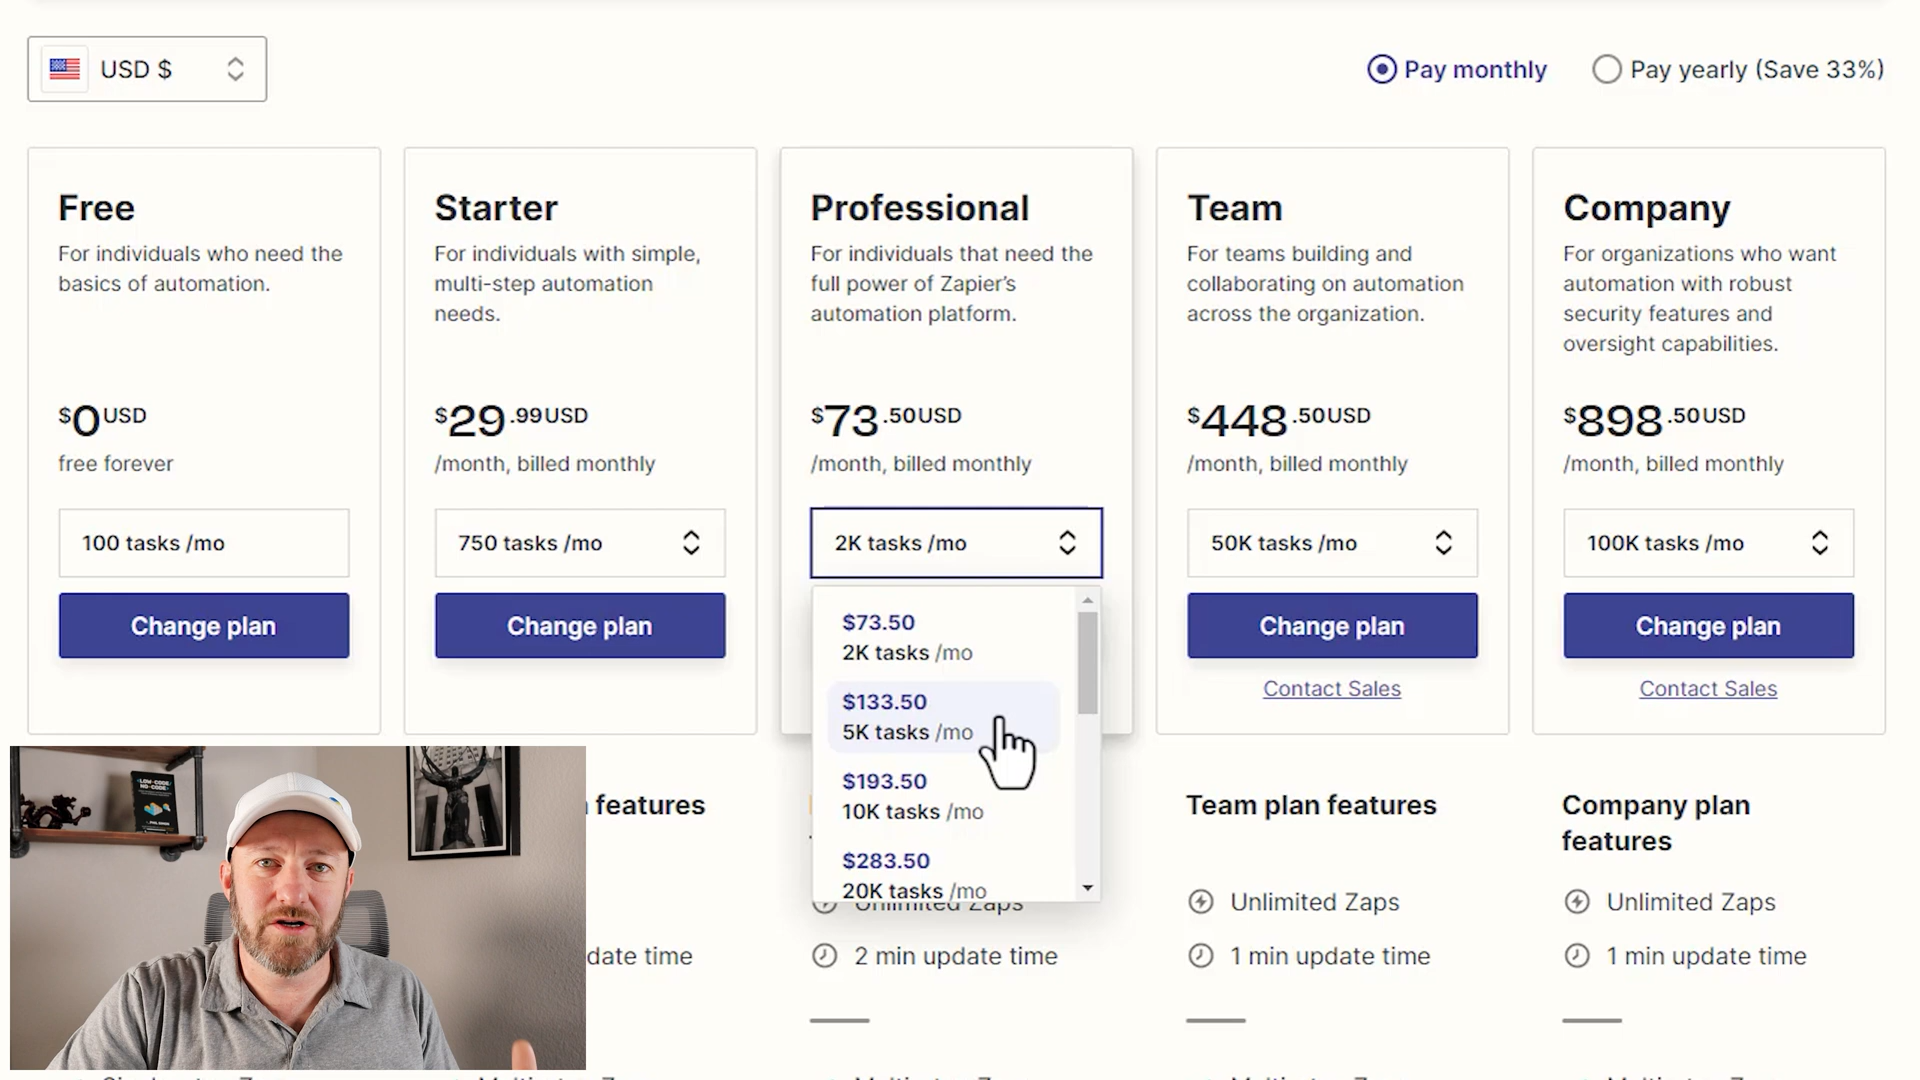 USD $
Pay monthly
Pay yearly (Save 33%)
Free
For individuals who need the
basics of automation.
$0USD
free forever
100 tasks /mo
Change plan
Starter
For individuals with simple,
multi-step automation
needs.
$29.99USD
/month, billed monthly
750 tasks /mo
Change plan
Professional
For individuals that need the
full power of Zapier's
automation platform.
$73.50USD
/month, billed monthly
2K tasks /mo
$73.50
2K tasks /mo
$133.50
5K tasks /mo
$193.50
10K tasks /mo
$283.50
20K tasks /mo
Team
For teams building and
collaborating on automation
across the organization.
$448.50USD
/month, billed monthly
50K tasks /mo
Change plan
Contact Sales
Company
For organizations who want
automation with robust
security features and
oversight capabilities.
$898.50USD
/month, billed monthly
100K tasks /mo
Change plan
Contact Sales
LOW-CODE/
NO-CODE
features
date time
Unlimited Zaps
2 min update time
Team plan features
Unlimited Zaps
1 min update time
Company plan
features
Unlimited Zaps
1 min update time